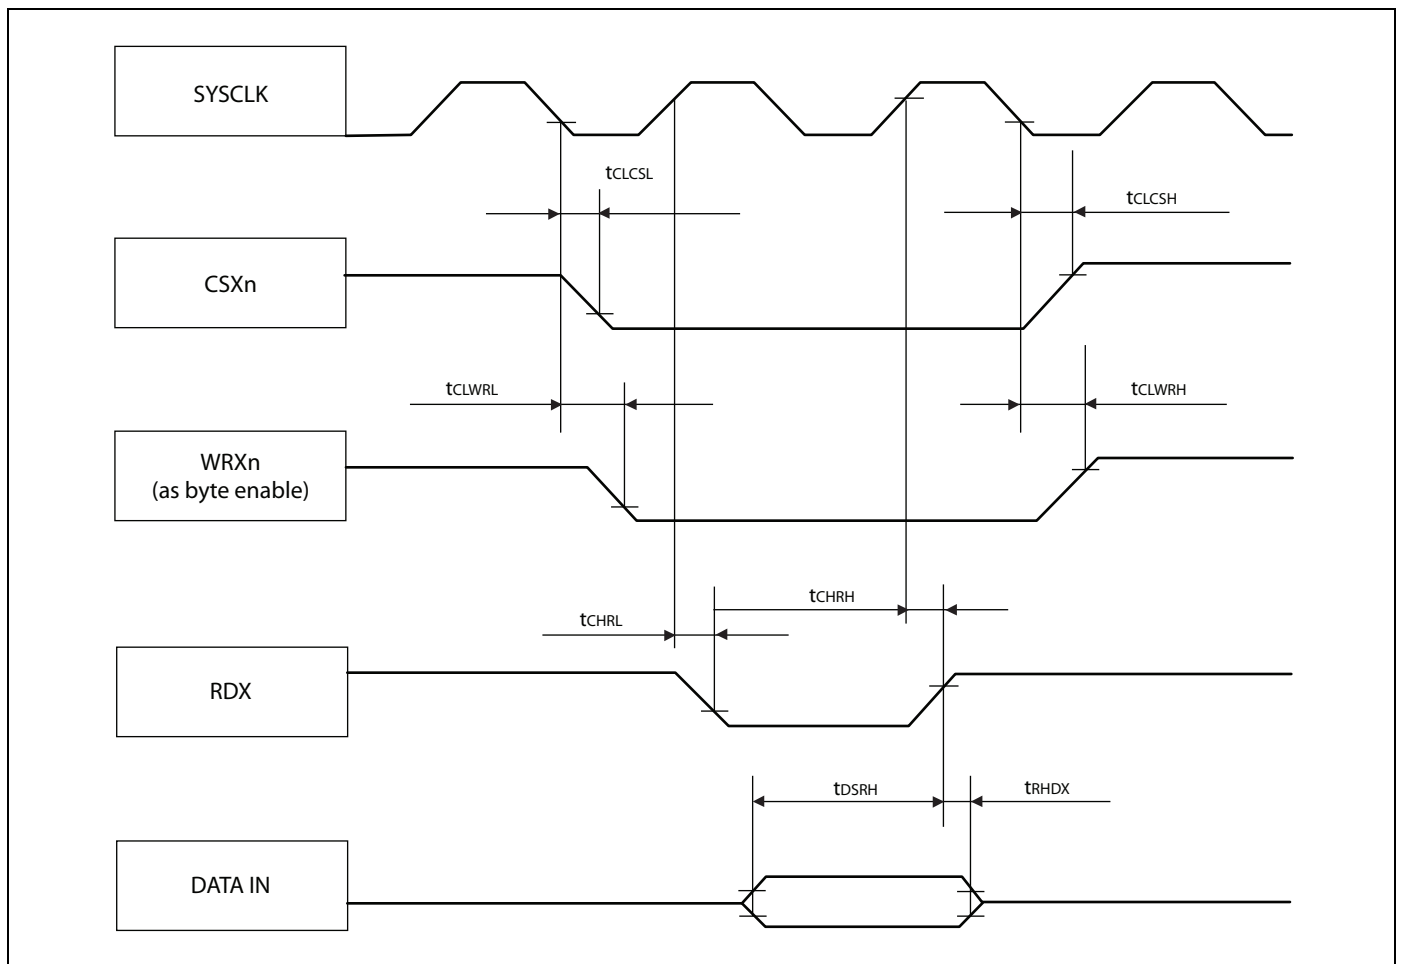 SYSCLK
tCLCSL
tCLCSH
CSXn
tCLWRL
tCLWRH
WRXn
(as byte enable)
tCHRH
tCHRL
RDX
tDSRH
tRHDX
DATA IN